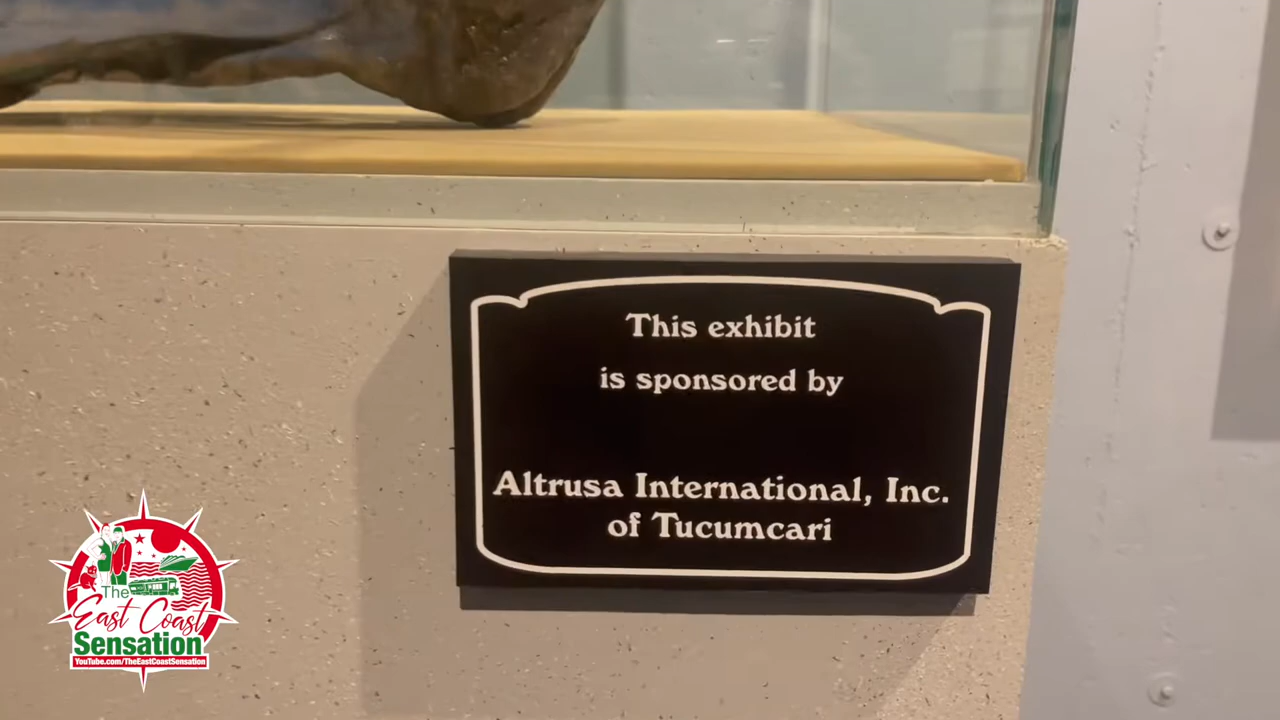 This exhibit
is sponsored by
Altrusa International, Inc.
of Tucumcari
The
East Coast
Sensation
YouTube.com/TheEastCoastSensation